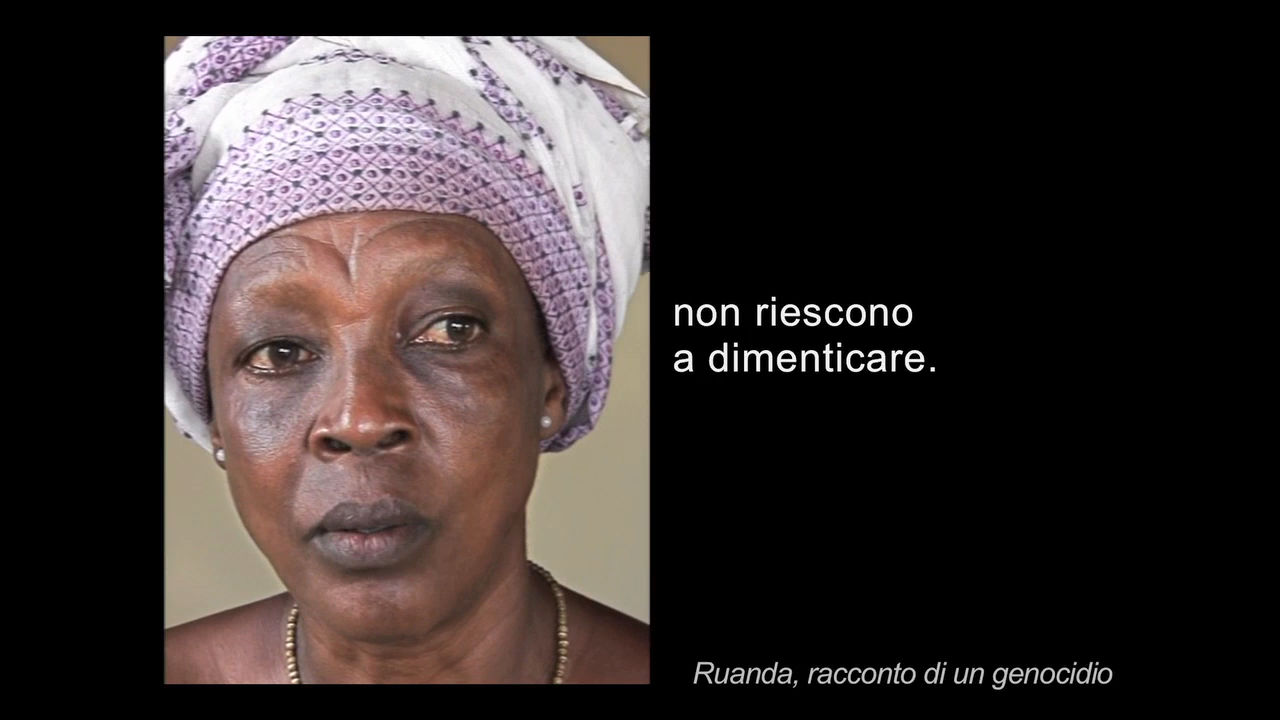 non riescono
a dimenticare.
Ruanda, racconto di un genocidio